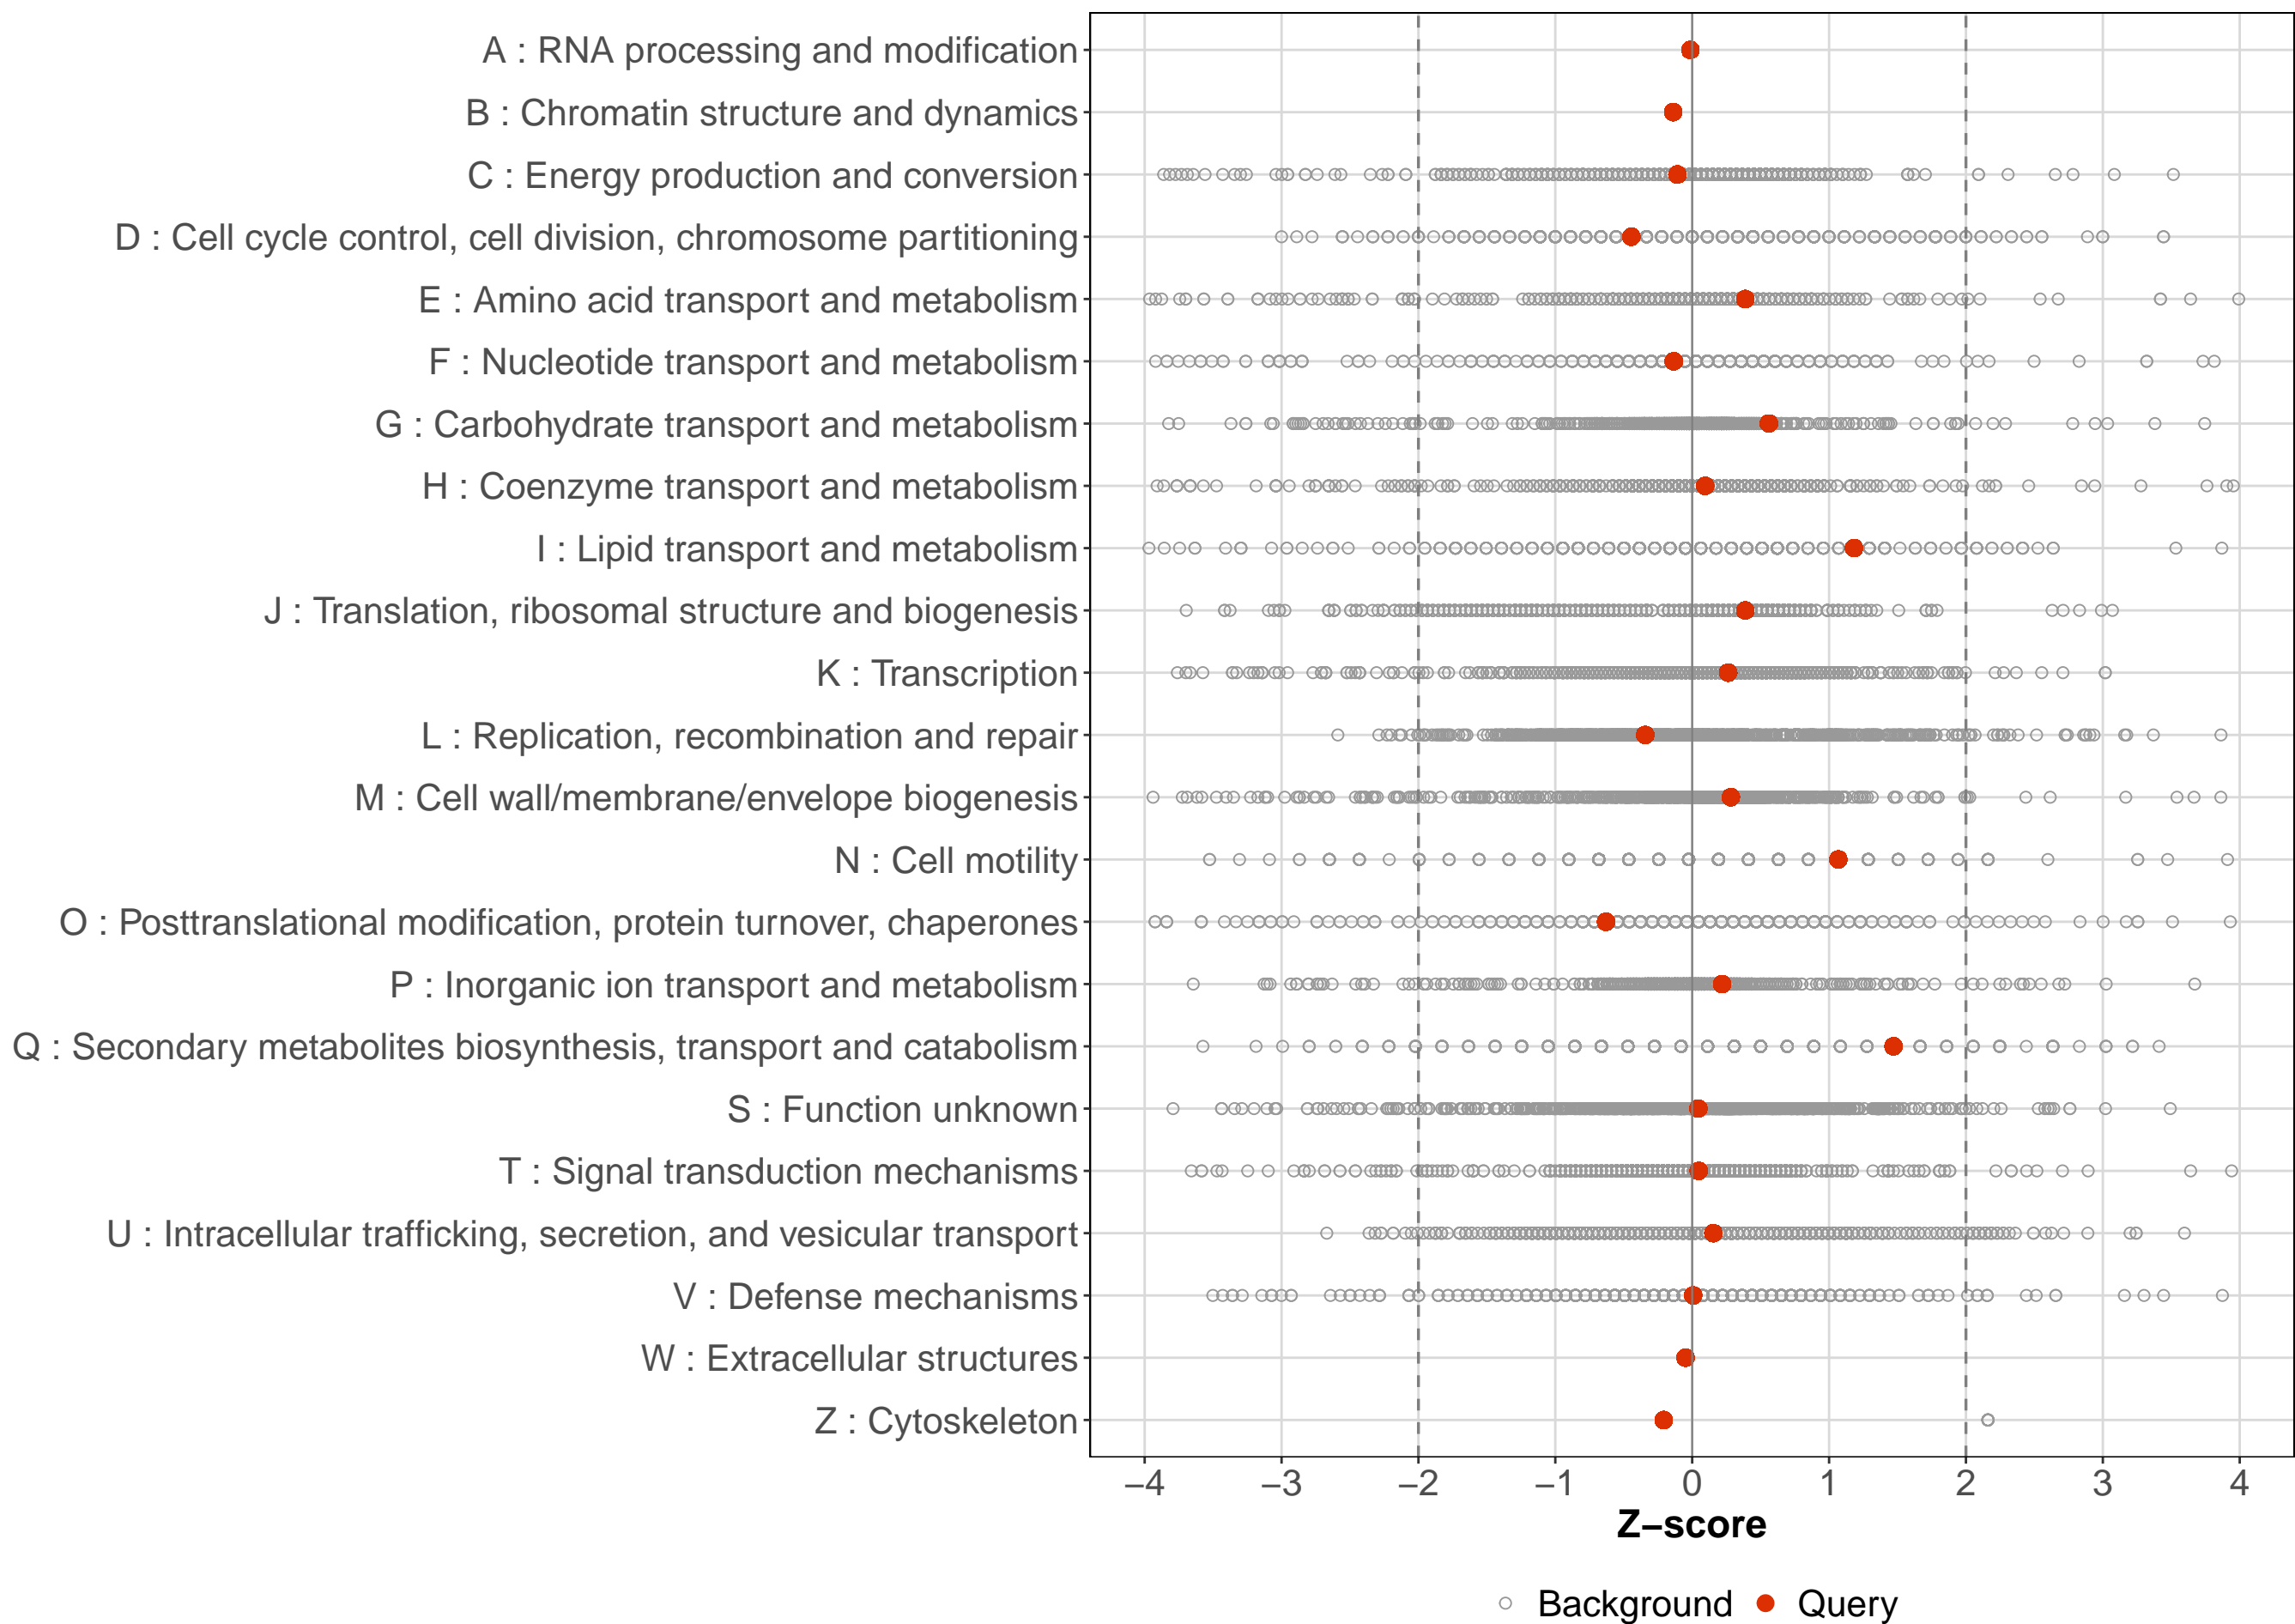 A : RNA processing and modification
B : Chromatin structure and dynamics
C : Energy production and conversion
D : Cell cycle control, cell division, chromosome partitioning
E : Amino acid transport and metabolism
F : Nucleotide transport and metabolism
G : Carbohydrate transport and metabolism
H : Coenzyme transport and metabolism
I : Lipid transport and metabolism
J : Translation, ribosomal structure and biogenesis
K : Transcription
L : Replication, recombination and repair
M : Cell wall/membrane/envelope biogenesis
N : Cell motility
O : Posttranslational modification, protein turnover, chaperones
P : Inorganic ion transport and metabolism
Q : Secondary metabolites biosynthesis, transport and catabolism
S : Function unknown
T : Signal transduction mechanisms
U : Intracellular trafficking, secretion, and vesicular transport
V : Defense mechanisms
W : Extracellular structures
Z : Cytoskeleton
−4 −3 −2 −1 0 1 2 3 4
Z−score
Background Query